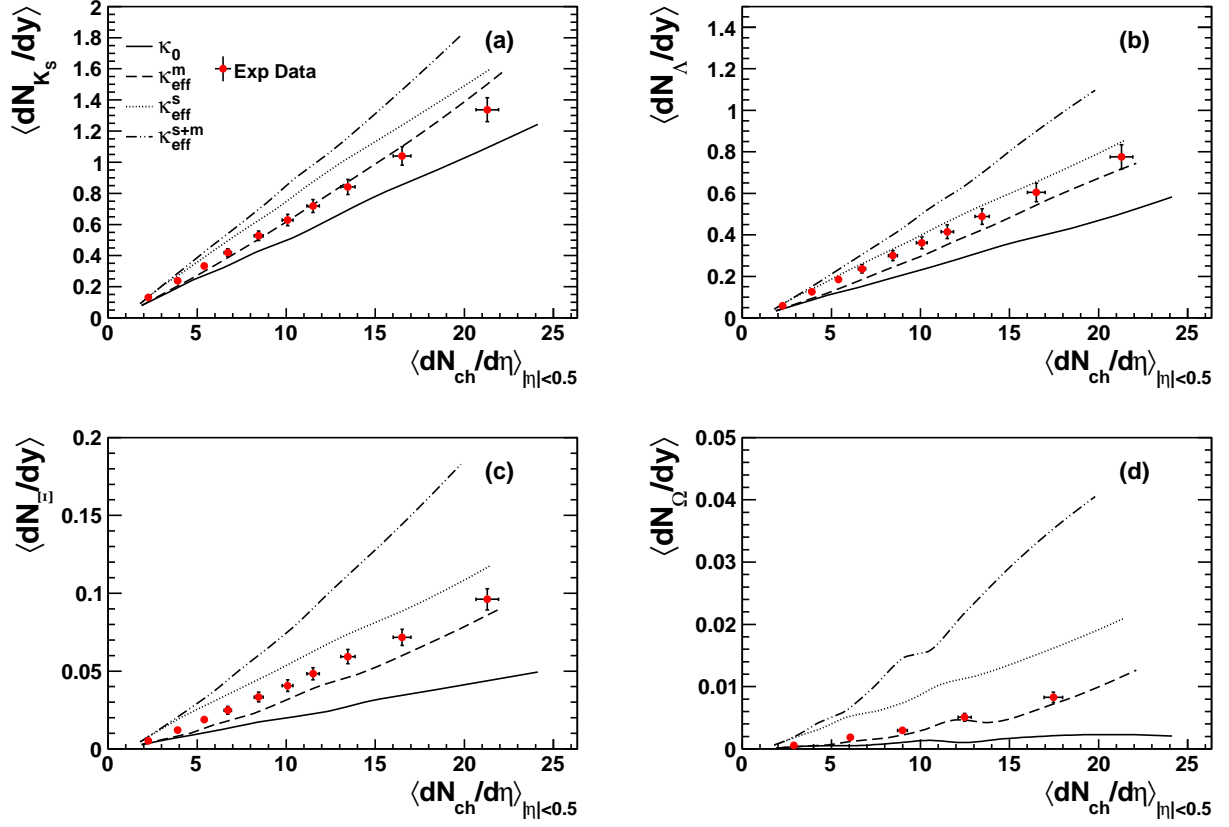 ⟨dN_{K_S}/dy⟩
2
1.8
1.6
1.4
1.2
1
0.8
0.6
0.4
0.2
0
(a)
κ_0
κ_eff^m
κ_eff^s
κ_eff^{s+m}
Exp Data
0 5 10 15 20 25
⟨dN_ch/dη⟩_{|η|<0.5}
⟨dN_Λ/dy⟩
1.4
1.2
1
0.8
0.6
0.4
0.2
0
(b)
0 5 10 15 20 25
⟨dN_ch/dη⟩_{|η|<0.5}
⟨dN_Ξ/dy⟩
0.2
0.15
0.1
0.05
0
(c)
0 5 10 15 20 25
⟨dN_ch/dη⟩_{|η|<0.5}
⟨dN_Ω/dy⟩
0.05
0.04
0.03
0.02
0.01
0
(d)
0 5 10 15 20 25
⟨dN_ch/dη⟩_{|η|<0.5}